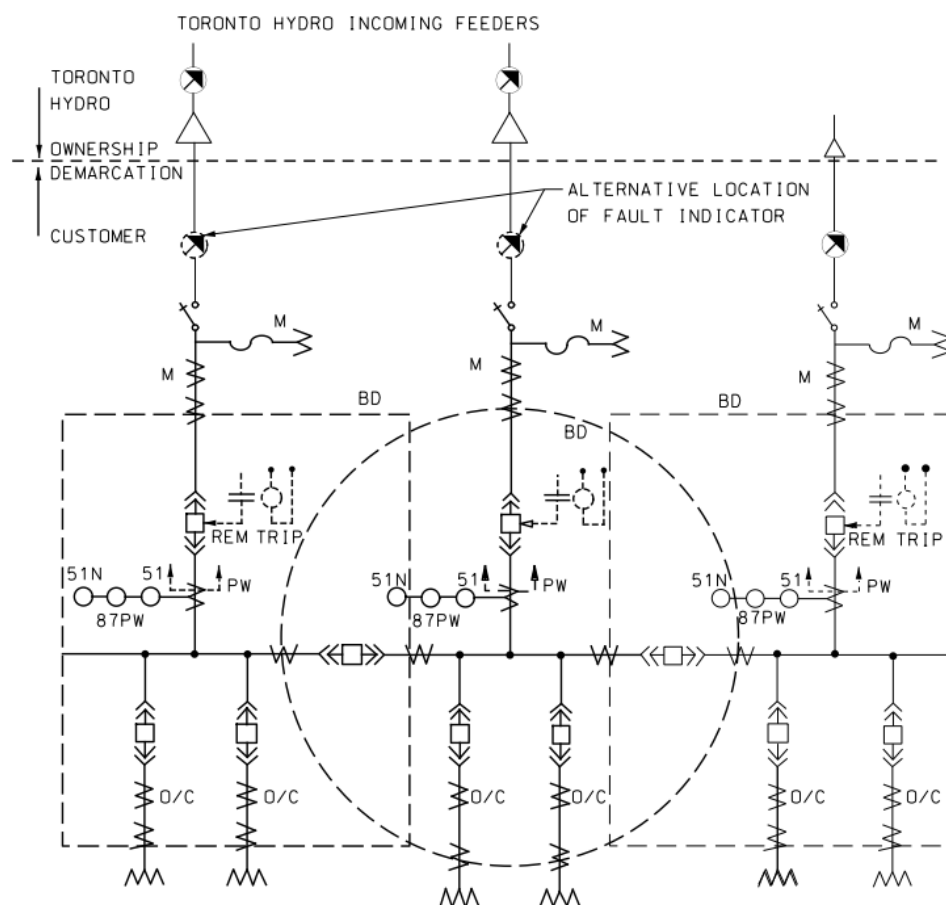 TORONTO HYDRO INCOMING FEEDERS
TORONTO
HYDRO
OWNERSHIP
DEMARCATION
CUSTOMER
ALTERNATIVE LOCATION
OF FAULT INDICATOR
M
M
M
M
M
M
BD
BD
BD
REM TRIP
REM TRIP
51N
51
PW
87PW
51N
51
PW
87PW
51N
51
PW
87PW
O/C
O/C
O/C
O/C
O/C
O/C